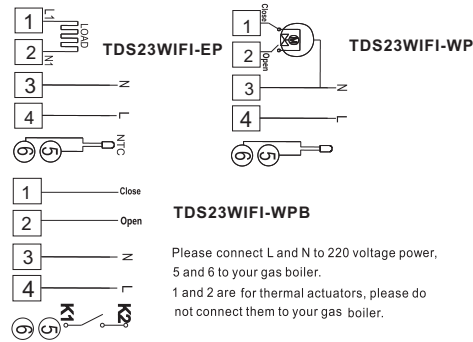 1 L1
LOAD
2 N1
TDS23WIFI-EP
3 N
4 L
6 5 NTC
1 Close
M
2 Open
TDS23WIFI-WP
3 N
4 L
6 5
1 Close
2 Open
TDS23WIFI-WPB
3 N
4 L
6 5 K1 K2
Please connect L and N to 220 voltage power,
5 and 6 to your gas boiler.
1 and 2 are for thermal actuators, please do
not connect them to your gas boiler.